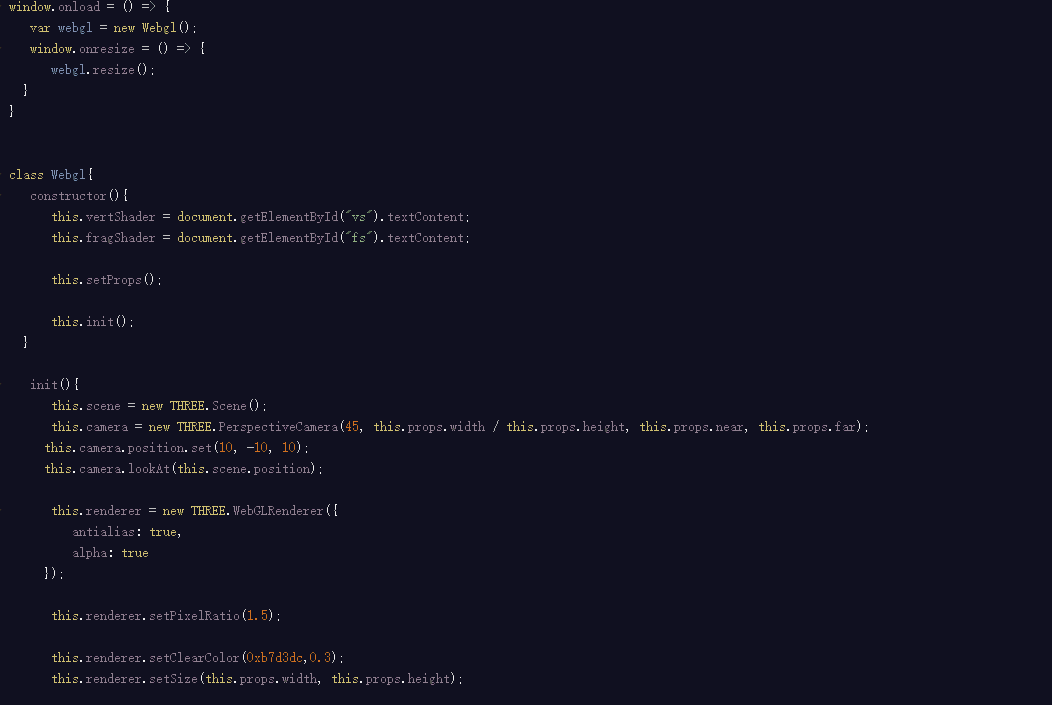 window.onload = () => {
var webgl = new Webgl();
window.onresize = () => {
webgl.resize();
}
}
class Webgl{
constructor(){
this.vertShader = document.getElementById("vs").textContent;
this.fragShader = document.getElementById("fs").textContent;
this.setProps();
this.init();
}
init(){
this.scene = new THREE.Scene();
this.camera = new THREE.PerspectiveCamera(45, this.props.width / this.props.height, this.props.near, this.props.far);
this.camera.position.set(10, -10, 10);
this.camera.lookAt(this.scene.position);
this.renderer = new THREE.WebGLRenderer({
antialias: true,
alpha: true
});
this.renderer.setPixelRatio(1.5);
this.renderer.setClearColor(0xb7d3dc,0.3);
this.renderer.setSize(this.props.width, this.props.height);